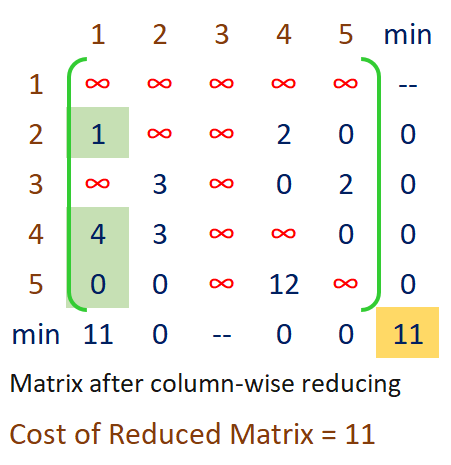 1 2 3 4 5 min
1 ∞ ∞ ∞ ∞ ∞ --
2 1 ∞ ∞ 2 0 0
3 ∞ 3 ∞ 0 2 0
4 4 3 ∞ ∞ 0 0
5 0 0 ∞ 12 ∞ 0
min 11 0 -- 0 0 11
Matrix after column-wise reducing
Cost of Reduced Matrix = 11